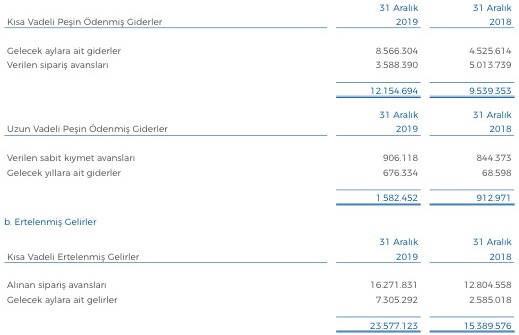 31 Aralık 31 Aralık
Kısa Vadeli Peşin Ödenmiş Giderler 2019 2018
Gelecek aylara ait giderler 8.566.304 4.525.614
Verilen sipariş avansları 3.588.390 5.013.739
12.154.694 9.539.353
31 Aralık 31 Aralık
Uzun Vadeli Peşin Ödenmiş Giderler 2019 2018
Verilen sabit kıymet avansları 906.118 844.373
Gelecek yıllara ait giderler 676.334 68.598
1.582.452 912.971
b. Ertelenmiş Gelirler
31 Aralık 31 Aralık
Kısa Vadeli Ertelenmiş Gelirler 2019 2018
Alınan sipariş avansları 16.271.831 12.804.558
Gelecek aylara ait gelirler 7.305.292 2.585.018
23.577.123 15.389.576